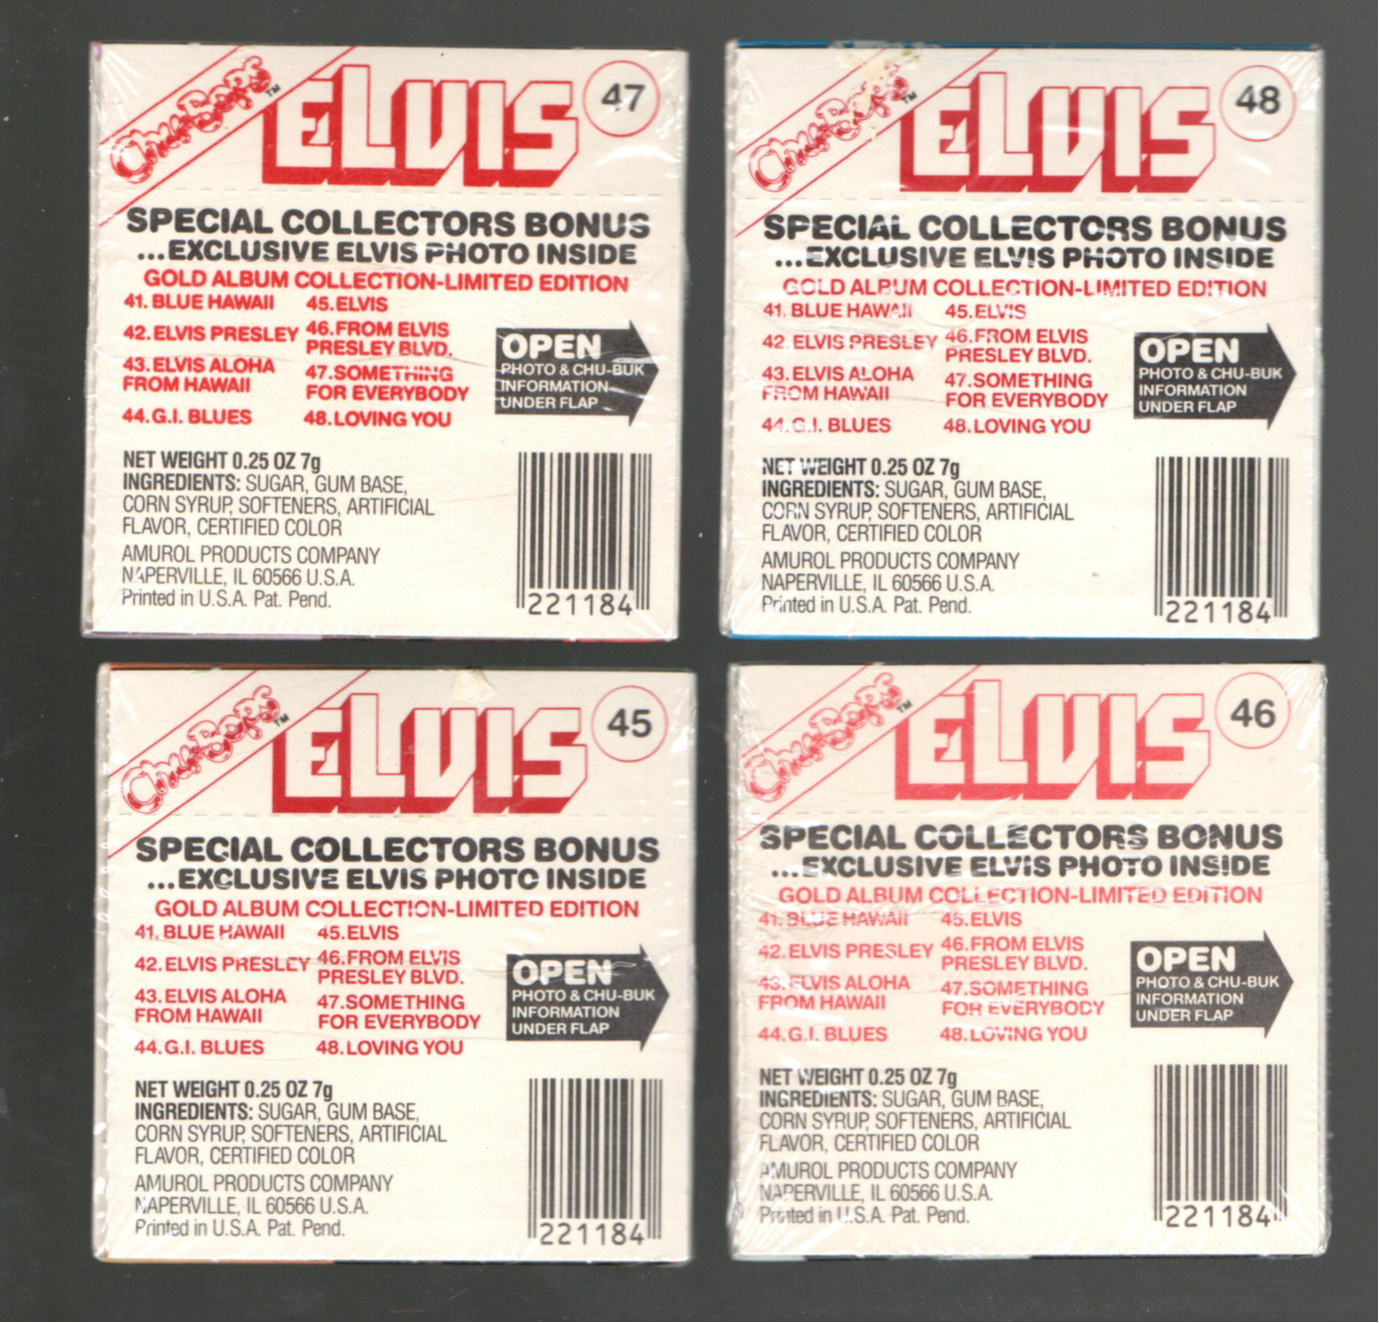 Chu-Bops™ ELVIS 47
SPECIAL COLLECTORS BONUS
...EXCLUSIVE ELVIS PHOTO INSIDE
GOLD ALBUM COLLECTION-LIMITED EDITION
41. BLUE HAWAII
42. ELVIS PRESLEY
43. ELVIS ALOHA
FROM HAWAII
44. G.I. BLUES
45. ELVIS
46. FROM ELVIS
PRESLEY BLVD.
47. SOMETHING
FOR EVERYBODY
48. LOVING YOU
OPEN
PHOTO & CHU-BUK
INFORMATION
UNDER FLAP
NET WEIGHT 0.25 OZ 7g
INGREDIENTS: SUGAR, GUM BASE,
CORN SYRUP, SOFTENERS, ARTIFICIAL
FLAVOR, CERTIFIED COLOR
AMUROL PRODUCTS COMPANY
NAPERVILLE, IL 60566 U.S.A.
Printed in U.S.A. Pat. Pend.
221184
Chu-Bops™ ELVIS 48
SPECIAL COLLECTORS BONUS
...EXCLUSIVE ELVIS PHOTO INSIDE
GOLD ALBUM COLLECTION-LIMITED EDITION
41. BLUE HAWAII
42. ELVIS PRESLEY
43. ELVIS ALOHA
FROM HAWAII
44. G.I. BLUES
45. ELVIS
46. FROM ELVIS
PRESLEY BLVD.
47. SOMETHING
FOR EVERYBODY
48. LOVING YOU
OPEN
PHOTO & CHU-BUK
INFORMATION
UNDER FLAP
NET WEIGHT 0.25 OZ 7g
INGREDIENTS: SUGAR, GUM BASE,
CORN SYRUP, SOFTENERS, ARTIFICIAL
FLAVOR, CERTIFIED COLOR
AMUROL PRODUCTS COMPANY
NAPERVILLE, IL 60566 U.S.A.
Printed in U.S.A. Pat. Pend.
221184
Chu-Bops™ ELVIS 45
SPECIAL COLLECTORS BONUS
...EXCLUSIVE ELVIS PHOTO INSIDE
GOLD ALBUM COLLECTION-LIMITED EDITION
41. BLUE HAWAII
42. ELVIS PRESLEY
43. ELVIS ALOHA
FROM HAWAII
44. G.I. BLUES
45. ELVIS
46. FROM ELVIS
PRESLEY BLVD.
47. SOMETHING
FOR EVERYBODY
48. LOVING YOU
OPEN
PHOTO & CHU-BUK
INFORMATION
UNDER FLAP
NET WEIGHT 0.25 OZ 7g
INGREDIENTS: SUGAR, GUM BASE,
CORN SYRUP, SOFTENERS, ARTIFICIAL
FLAVOR, CERTIFIED COLOR
AMUROL PRODUCTS COMPANY
NAPERVILLE, IL 60566 U.S.A.
Printed in U.S.A. Pat. Pend.
221184
Chu-Bops™ ELVIS 46
SPECIAL COLLECTORS BONUS
...EXCLUSIVE ELVIS PHOTO INSIDE
GOLD ALBUM COLLECTION-LIMITED EDITION
41. BLUE HAWAII
42. ELVIS PRESLEY
43. ELVIS ALOHA
FROM HAWAII
44. G.I. BLUES
45. ELVIS
46. FROM ELVIS
PRESLEY BLVD.
47. SOMETHING
FOR EVERYBODY
48. LOVING YOU
OPEN
PHOTO & CHU-BUK
INFORMATION
UNDER FLAP
NET WEIGHT 0.25 OZ 7g
INGREDIENTS: SUGAR, GUM BASE,
CORN SYRUP, SOFTENERS, ARTIFICIAL
FLAVOR, CERTIFIED COLOR
AMUROL PRODUCTS COMPANY
NAPERVILLE, IL 60566 U.S.A.
Printed in U.S.A. Pat. Pend.
221184